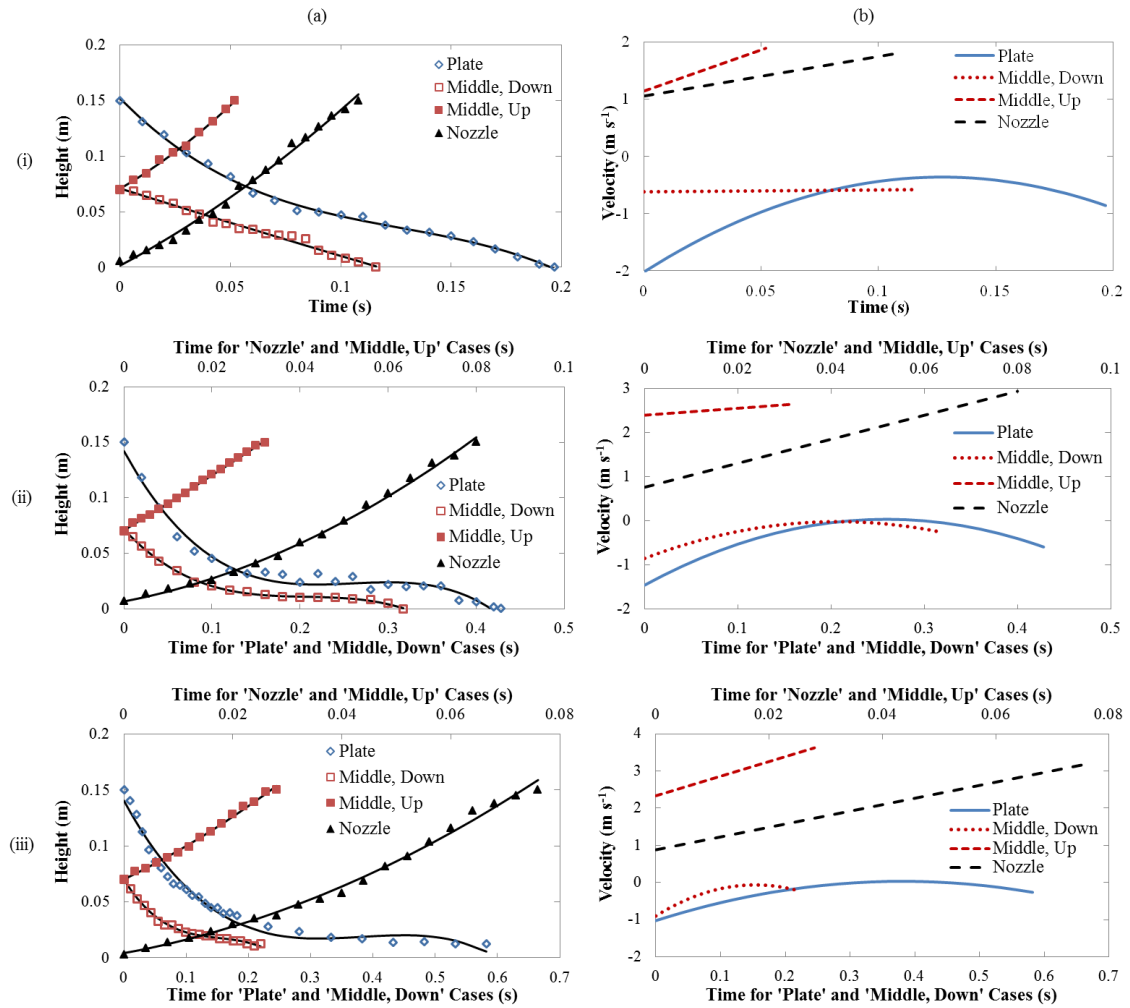 (a)
(b)
(i)
0.2
0.15
0.1
0.05
0
Height (m)
Plate
Middle, Down
Middle, Up
Nozzle
0 0.05 0.1 0.15 0.2
Time (s)
2
1
0
-1
-2
Velocity (m s⁻¹)
Plate
Middle, Down
Middle, Up
Nozzle
0 0.05 0.1 0.15 0.2
Time (s)
(ii)
Time for 'Nozzle' and 'Middle, Up' Cases (s)
0 0.02 0.04 0.06 0.08 0.1
0.2
0.15
0.1
0.05
0
Height (m)
Plate
Middle, Down
Middle, Up
Nozzle
0 0.1 0.2 0.3 0.4 0.5
Time for 'Plate' and 'Middle, Down' Cases (s)
Time for 'Nozzle' and 'Middle, Up' Cases (s)
0 0.02 0.04 0.06 0.08 0.1
3
2
1
0
-1
-2
Velocity (m s⁻¹)
Plate
Middle, Down
Middle, Up
Nozzle
0 0.1 0.2 0.3 0.4 0.5
Time for 'Plate' and 'Middle, Down' Cases (s)
(iii)
Time for 'Nozzle' and 'Middle, Up' Cases (s)
0 0.02 0.04 0.06 0.08
0.2
0.15
0.1
0.05
0
Height (m)
Plate
Middle, Down
Middle, Up
Nozzle
0 0.1 0.2 0.3 0.4 0.5 0.6 0.7
Time for 'Plate' and 'Middle, Down' Cases (s)
Time for 'Nozzle' and 'Middle, Up' Cases (s)
0 0.02 0.04 0.06 0.08
4
3
2
1
0
-1
-2
Velocity (m s⁻¹)
Plate
Middle, Down
Middle, Up
Nozzle
0 0.1 0.2 0.3 0.4 0.5 0.6 0.7
Time for 'Plate' and 'Middle, Down' Cases (s)